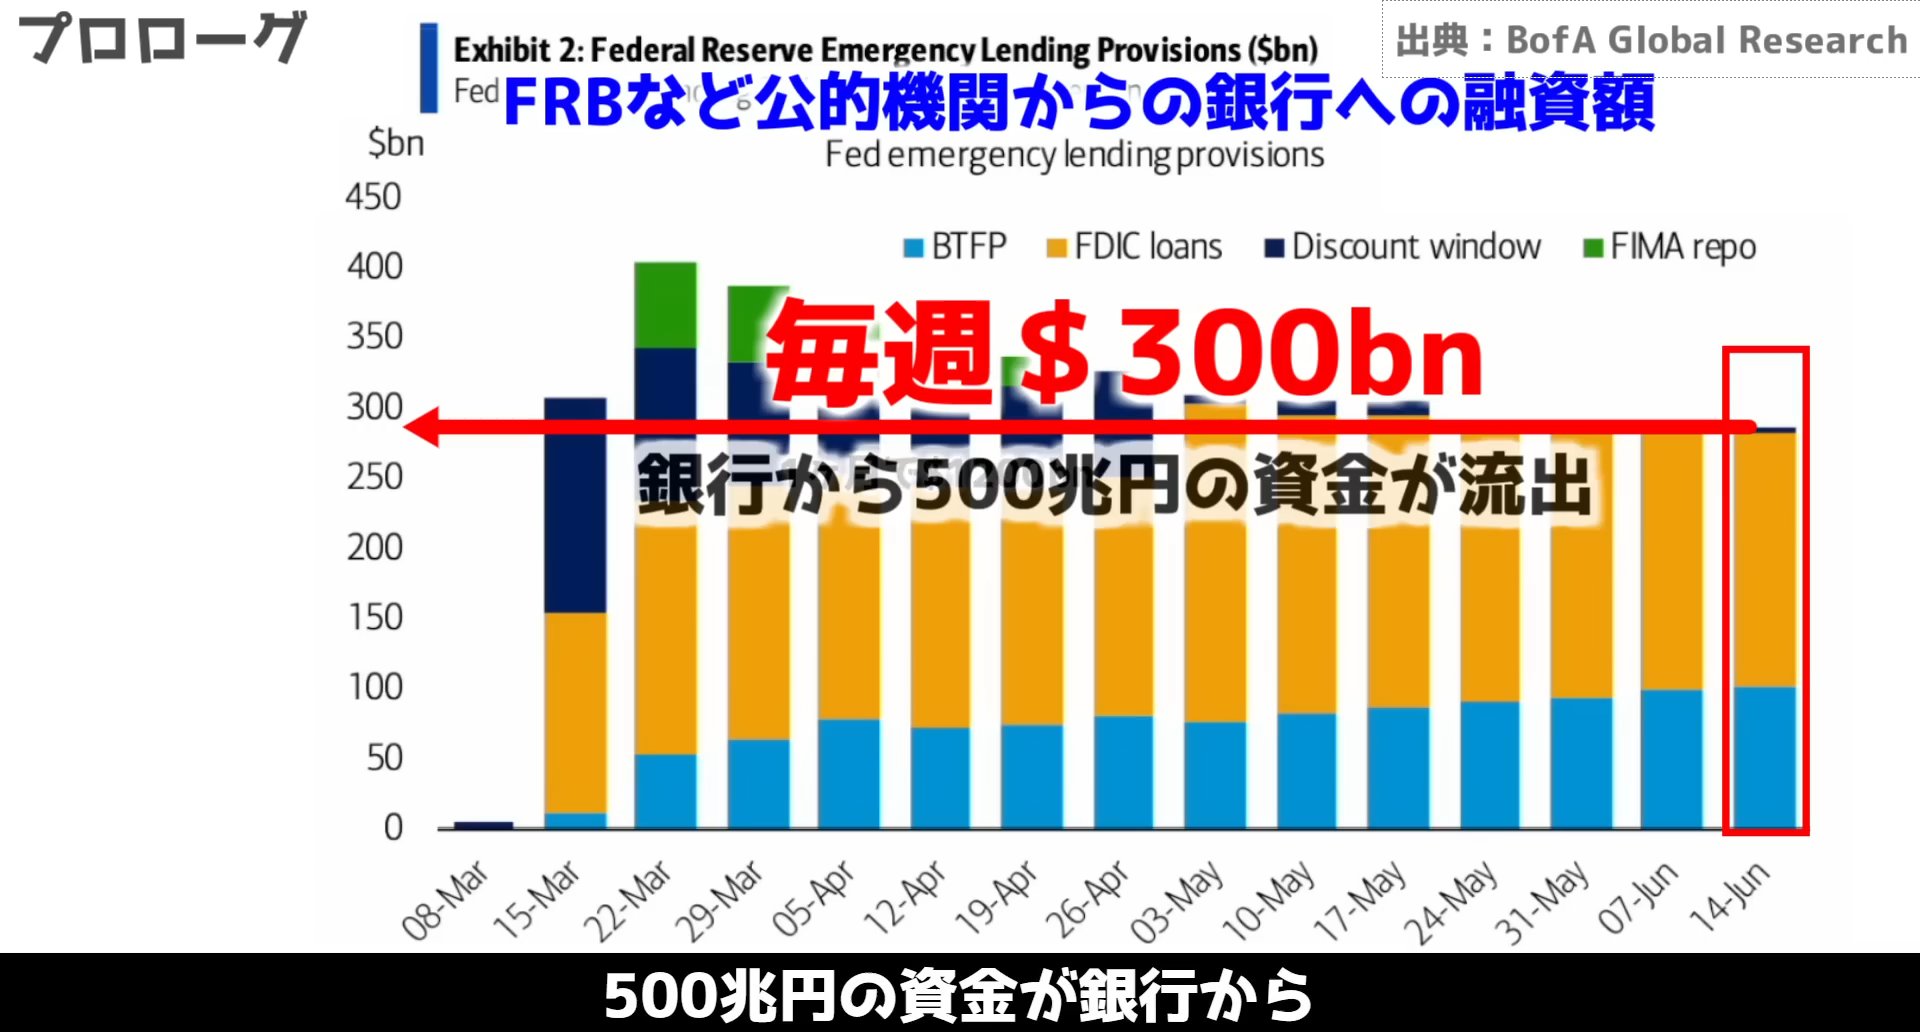 プロローグ
Exhibit 2: Federal Reserve Emergency Lending Provisions ($bn)
出典：BofA Global Research
Fed
FRBなど公的機関からの銀行への融資額
$bn
Fed emergency lending provisions
450
400
350
300
250
200
150
100
50
0
BTFP
FDIC loans
Discount window
FIMA repo
毎週＄300bn
銀行から500兆円の資金が流出
08-Mar
15-Mar
22-Mar
29-Mar
05-Apr
12-Apr
19-Apr
26-Apr
03-May
10-May
17-May
24-May
31-May
07-Jun
14-Jun
500兆円の資金が銀行から